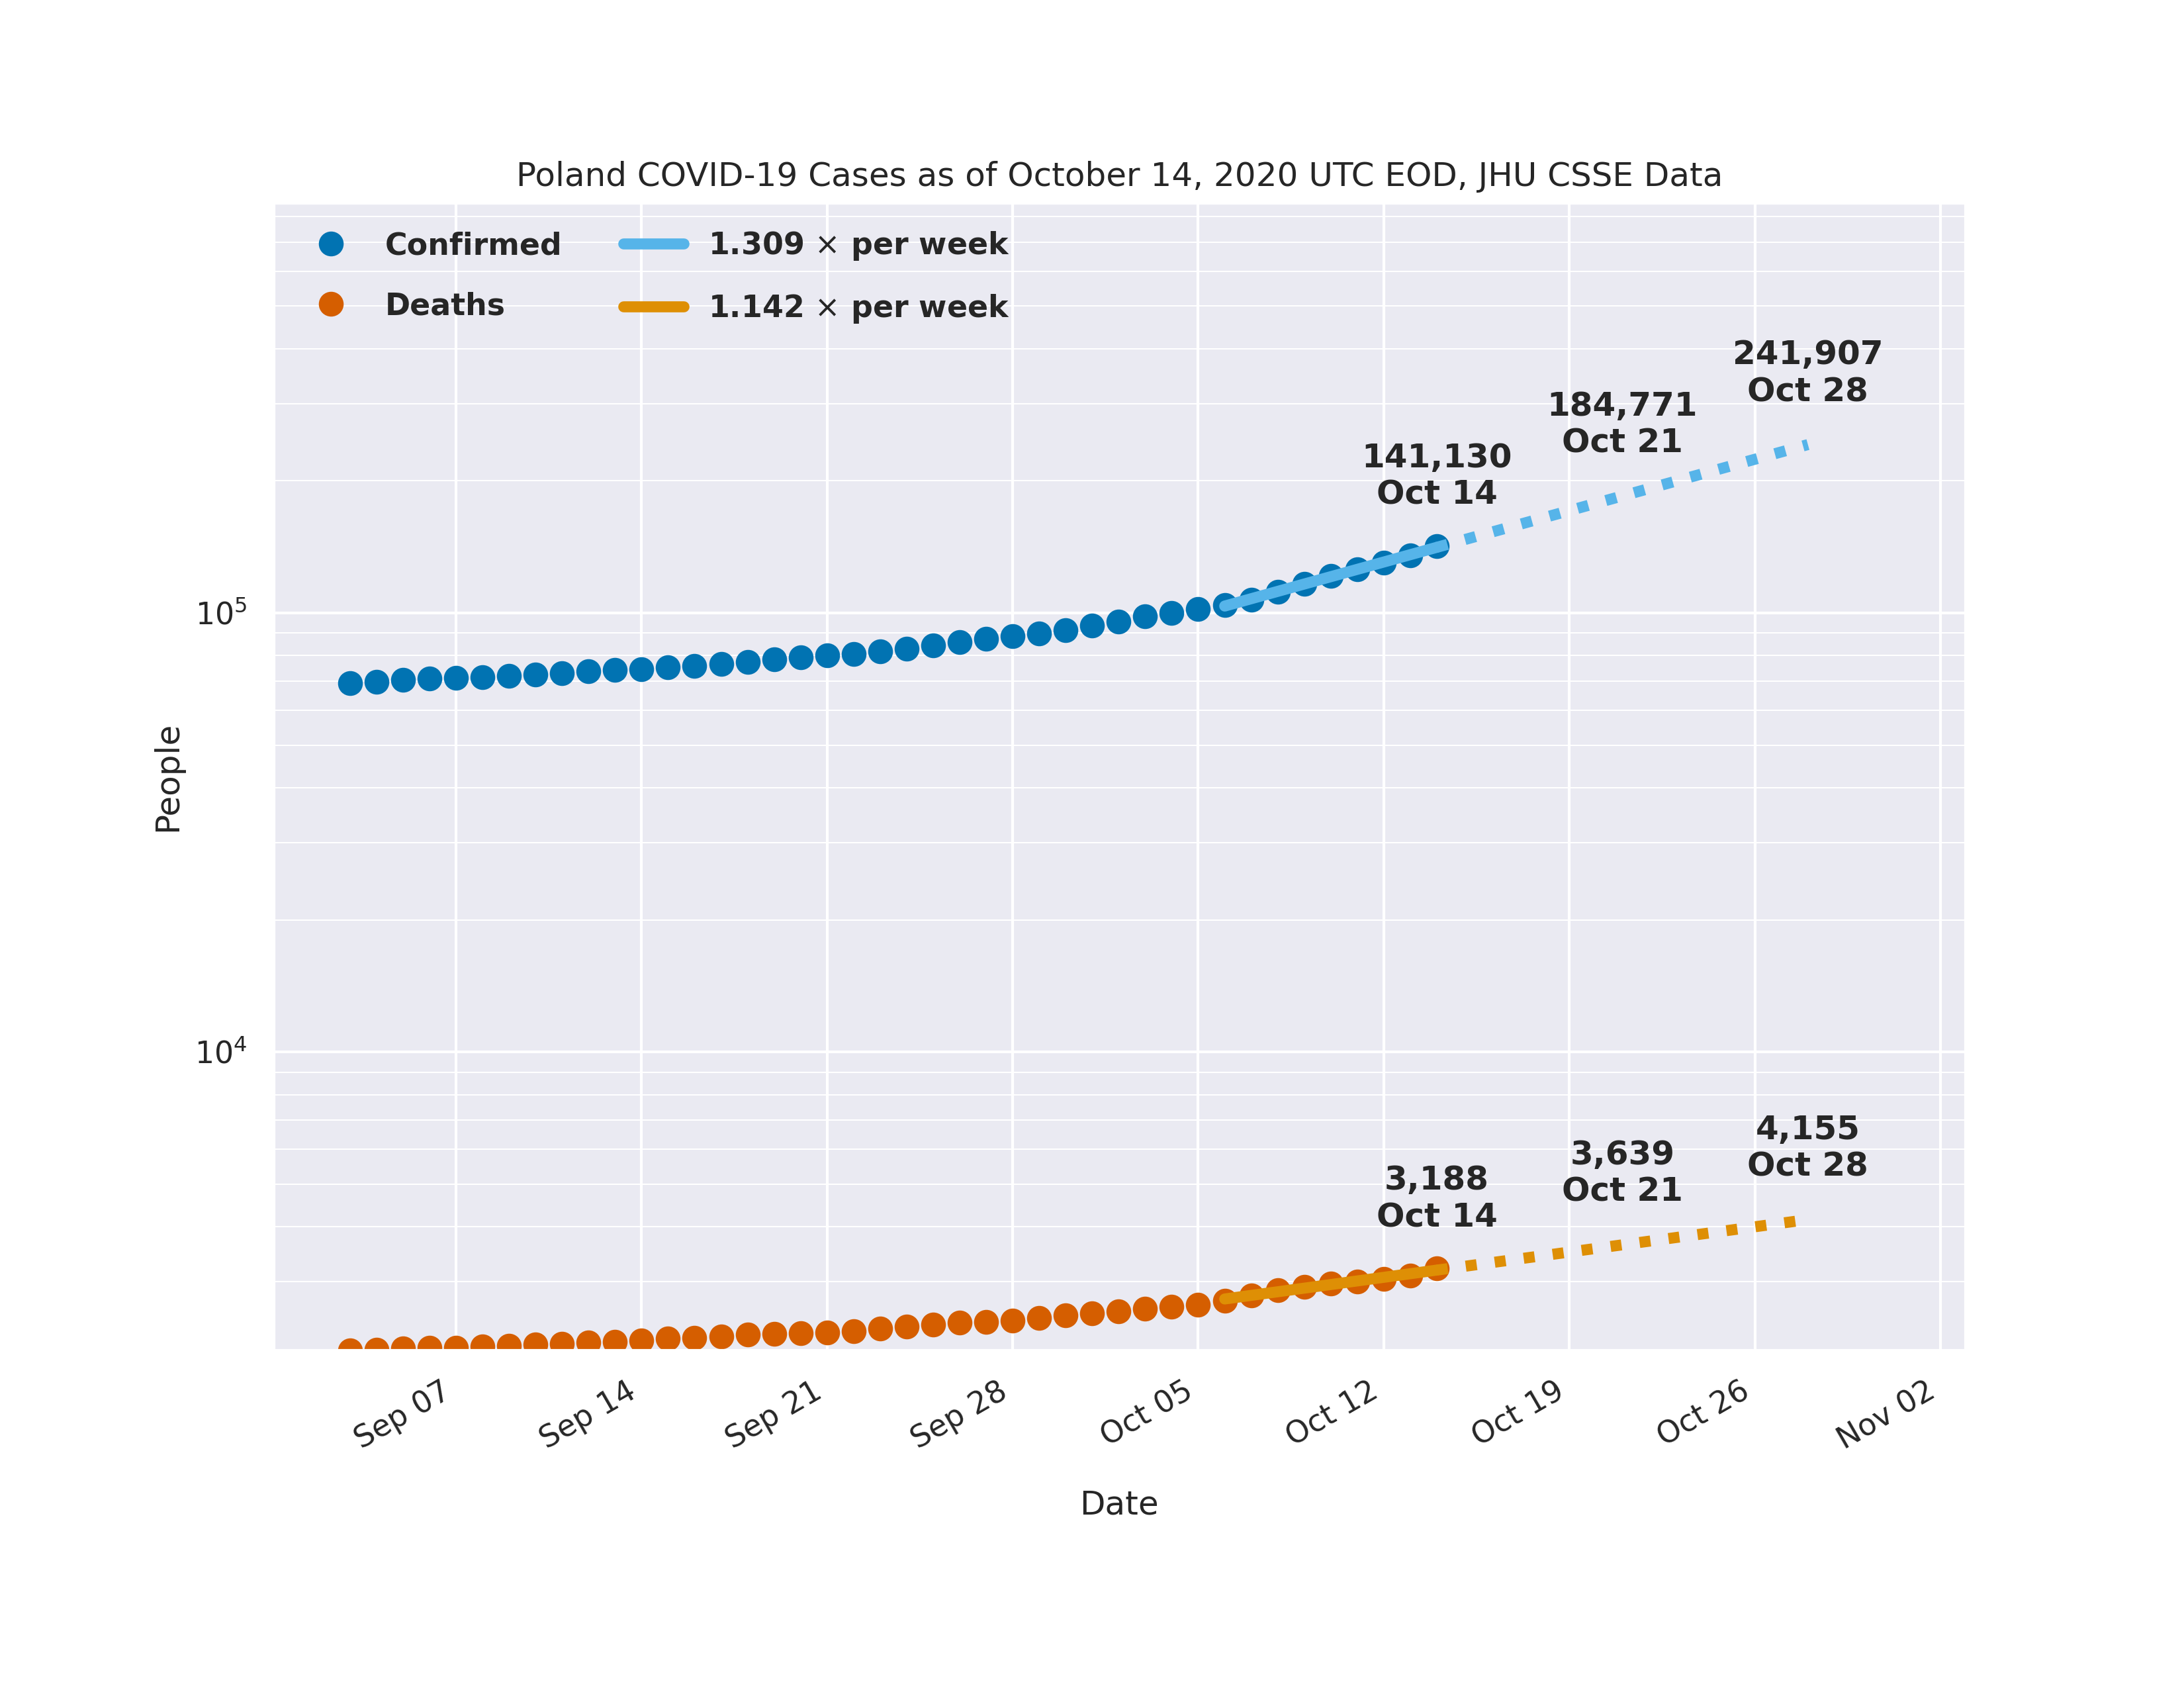 Poland COVID-19 Cases as of October 14, 2020 UTC EOD, JHU CSSE Data
Confirmed
Deaths
1.309 × per week
1.142 × per week
241,907
Oct 28
184,771
Oct 21
141,130
Oct 14
10⁵
People
10⁴
4,155
Oct 28
3,639
Oct 21
3,188
Oct 14
Sep 07
Sep 14
Sep 21
Sep 28
Oct 05
Oct 12
Oct 19
Oct 26
Nov 02
Date